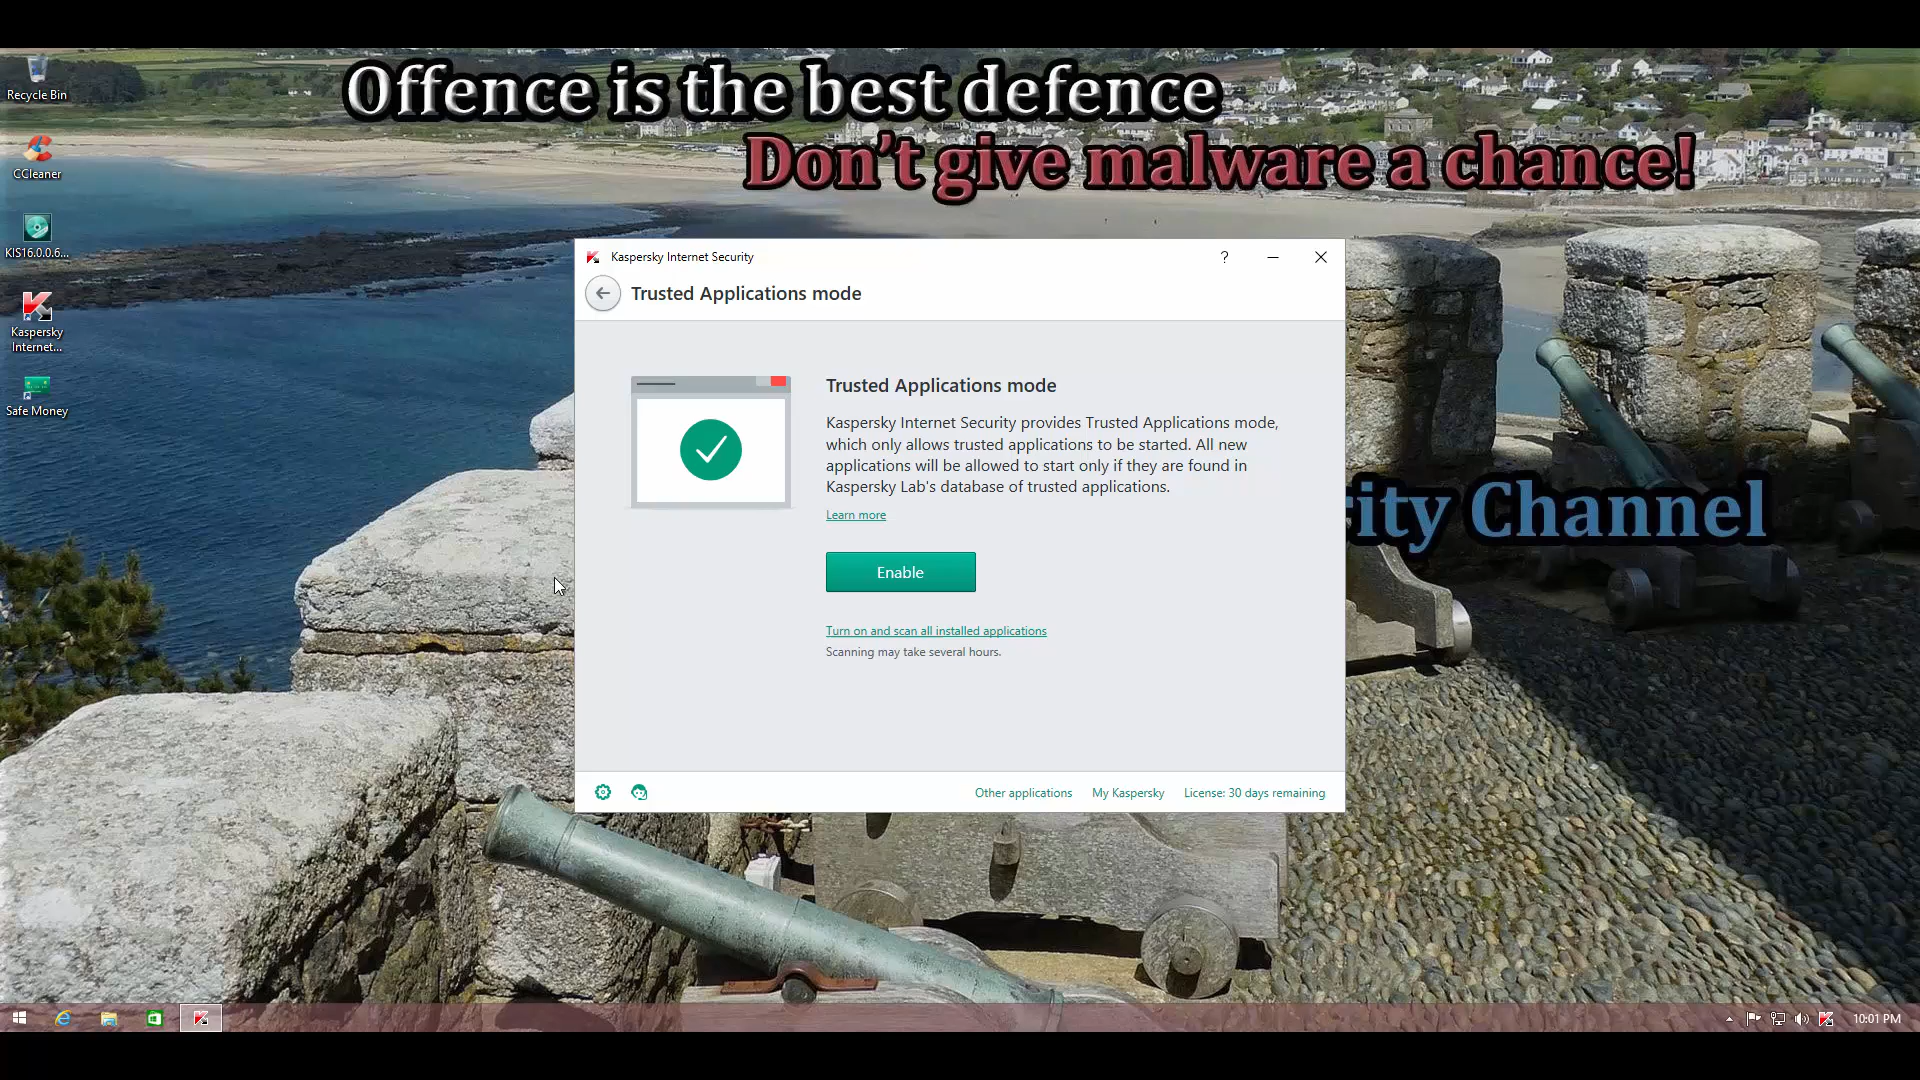 Offence is the best defence
Don't give malware a chance!
Recycle Bin
CCleaner
KIS16.0.0.6...
Kaspersky
Internet...
Safe Money
Kaspersky Internet Security
?
Trusted Applications mode
Trusted Applications mode
Kaspersky Internet Security provides Trusted Applications mode,
which only allows trusted applications to be started. All new
applications will be allowed to start only if they are found in
Kaspersky Lab's database of trusted applications.
Learn more
rity Channel
Enable
Turn on and scan all installed applications
Scanning may take several hours.
Other applications
My Kaspersky
License: 30 days remaining
10:01 PM